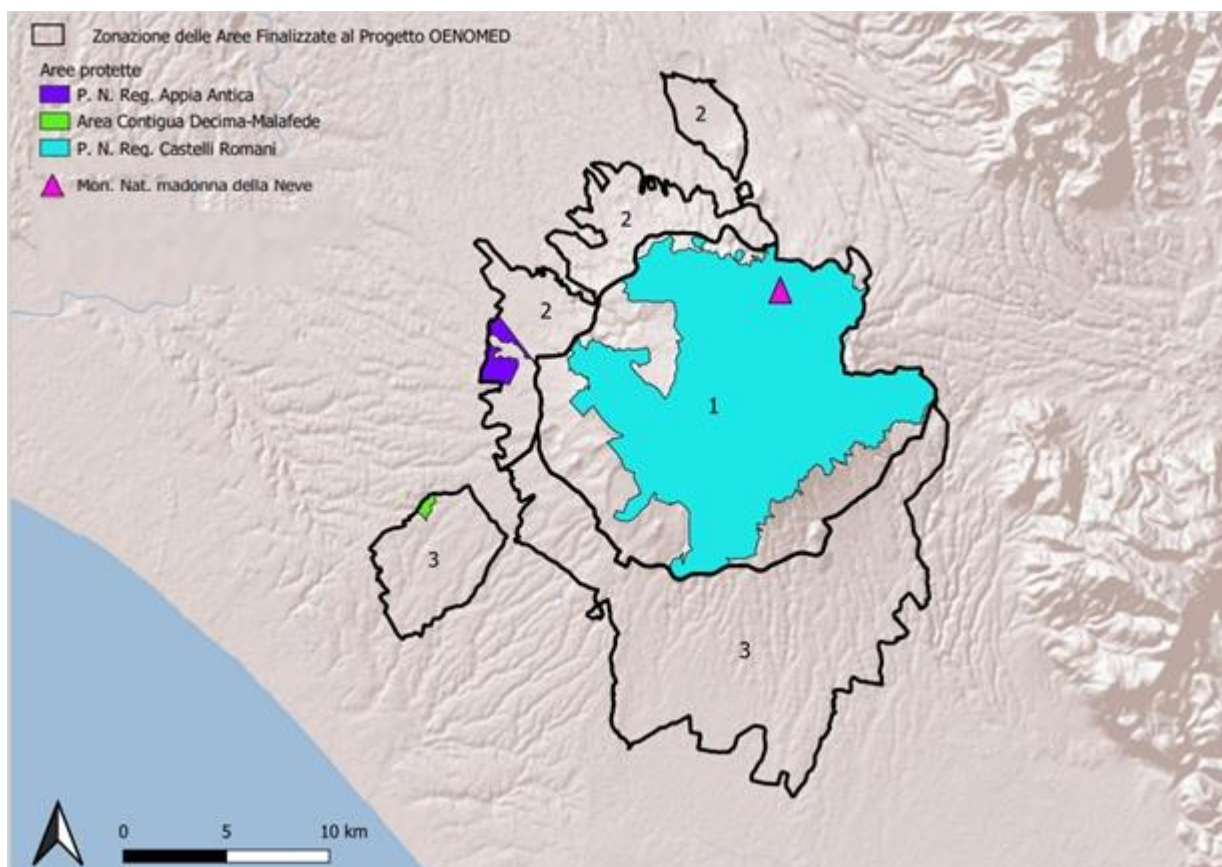 Zonazione delle Aree Finalizzate al Progetto OENOMED
Aree protette
P. N. Reg. Appia Antica
Area Contigua Decima-Malafede
P. N. Reg. Castelli Romani
Mon. Nat. madonna della Neve
2
2
2
1
3
3
0 5 10 km